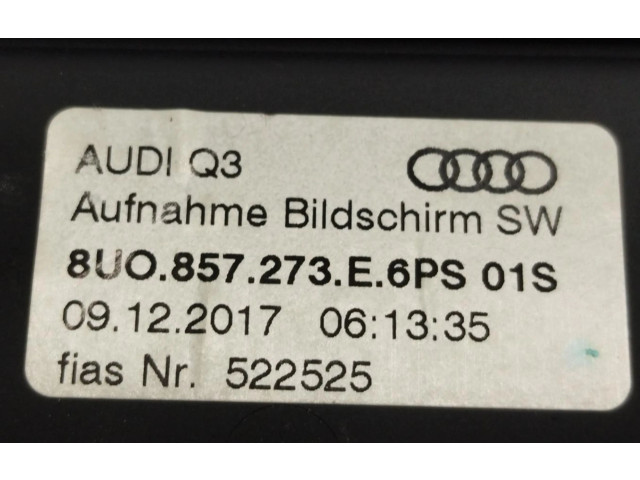 AUDI Q3
Aufnahme Bildschirm SW
8UO.857.273.E.6PS 01S
09.12.2017 06:13:35
fias Nr. 522525